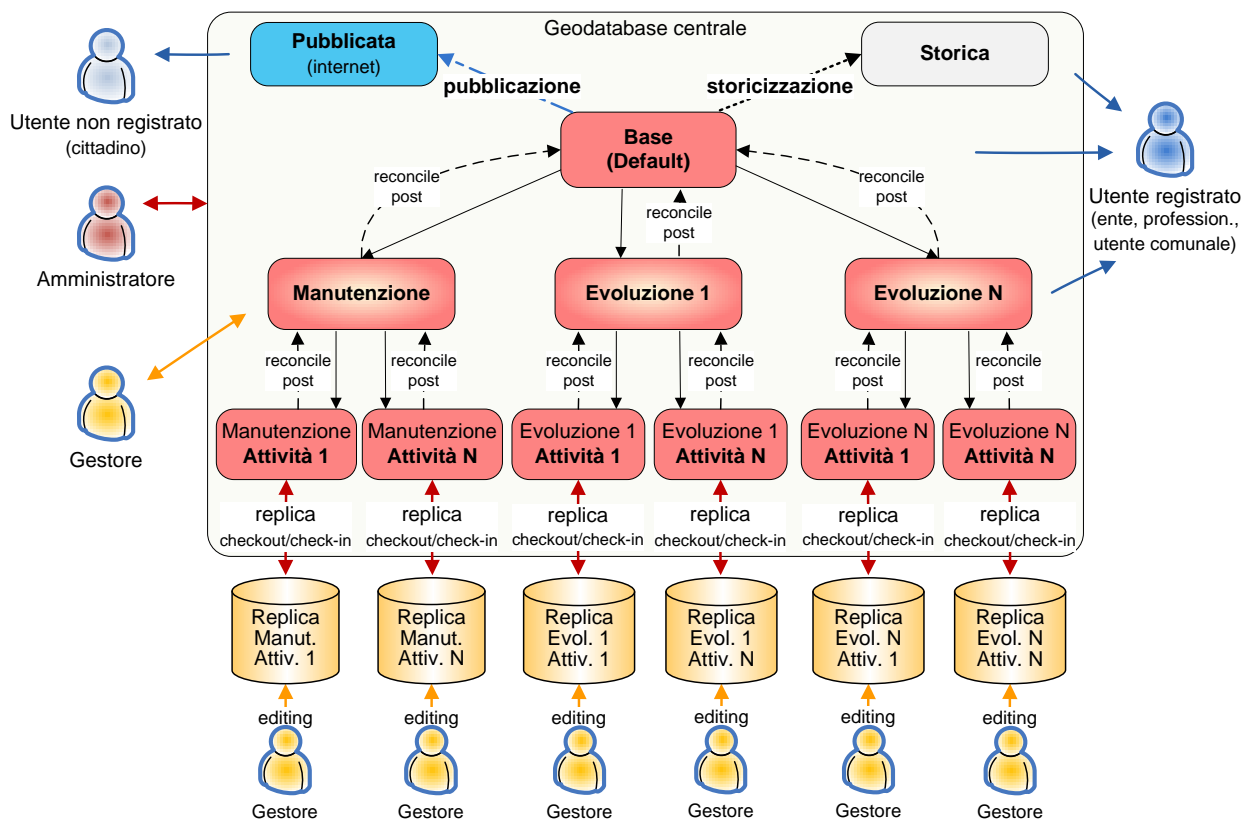 Geodatabase centrale
Pubblicata
(internet)
Storica
pubblicazione
storicizzazione
Utente non registrato
(cittadino)
Base
(Default)
Utente registrato
(ente, profession.,
utente comunale)
reconcile
post
reconcile
post
reconcile
post
Amministratore
Manutenzione
Evoluzione 1
Evoluzione N
Gestore
reconcile
post
reconcile
post
reconcile
post
reconcile
post
reconcile
post
reconcile
post
Manutenzione
Attività 1
Manutenzione
Attività N
Evoluzione 1
Attività 1
Evoluzione 1
Attività N
Evoluzione N
Attività 1
Evoluzione N
Attività N
replica
checkout/check-in
replica
checkout/check-in
replica
checkout/check-in
replica
checkout/check-in
replica
checkout/check-in
replica
checkout/check-in
Replica
Manut.
Attiv. 1
Replica
Manut.
Attiv. N
Replica
Evol. 1
Attiv. 1
Replica
Evol. 1
Attiv. N
Replica
Evol. N
Attiv. 1
Replica
Evol. N
Attiv. N
editing
editing
editing
editing
editing
editing
Gestore
Gestore
Gestore
Gestore
Gestore
Gestore